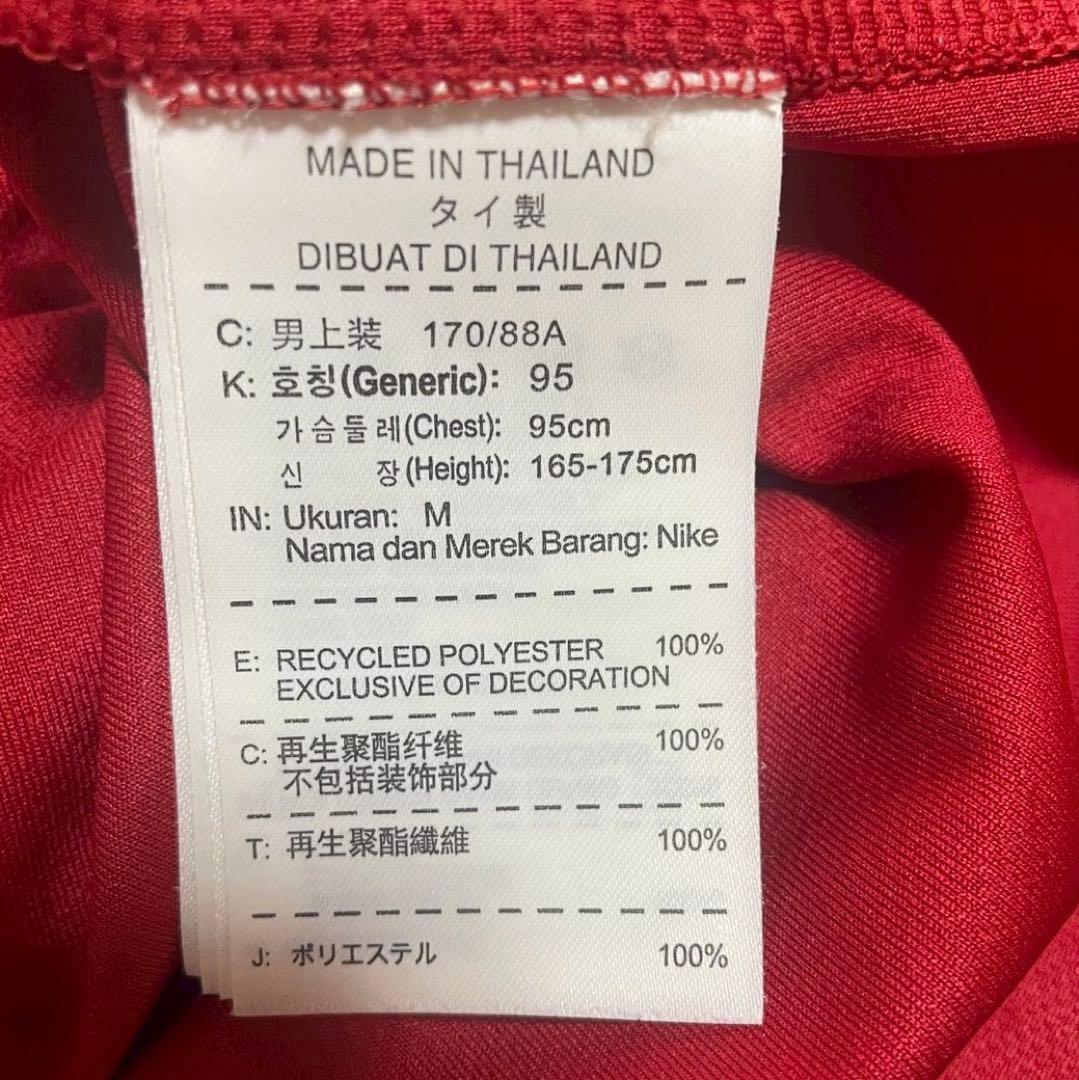 MADE IN THAILAND
タイ製
DIBUAT DI THAILAND
C: 男上装 170/88A
K: 호칭(Generic): 95
가슴둘레(Chest): 95cm
신 장(Height): 165-175cm
IN: Ukuran: M
Nama dan Merek Barang: Nike
E: RECYCLED POLYESTER 100%
EXCLUSIVE OF DECORATION
C: 再生聚酯纤维 100%
不包括装饰部分
T: 再生聚酯纖維 100%
J: ポリエステル 100%